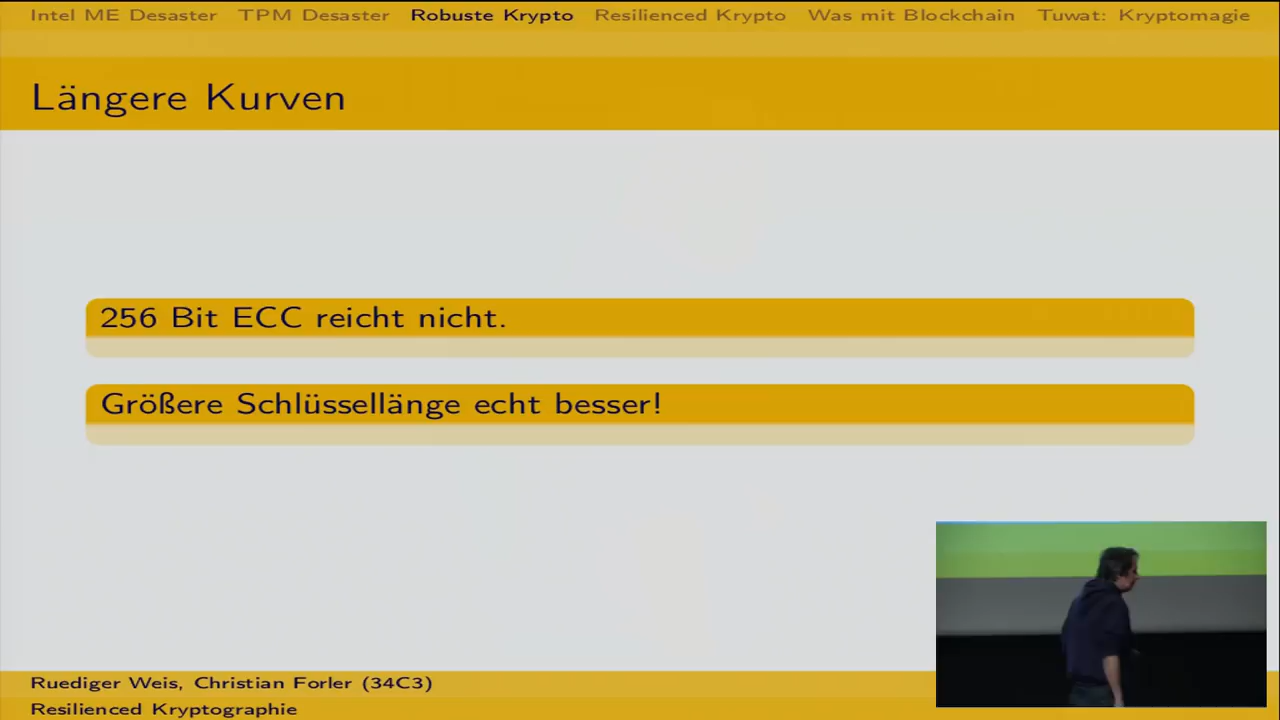 Intel ME Desaster TPM Desaster Robuste Krypto Resilienced Krypto Was mit Blockchain Tuwat: Kryptomagie
Längere Kurven
256 Bit ECC reicht nicht.
Größere Schlüssellänge echt besser!
Ruediger Weis, Christian Forler (34C3)
Resilienced Kryptographie